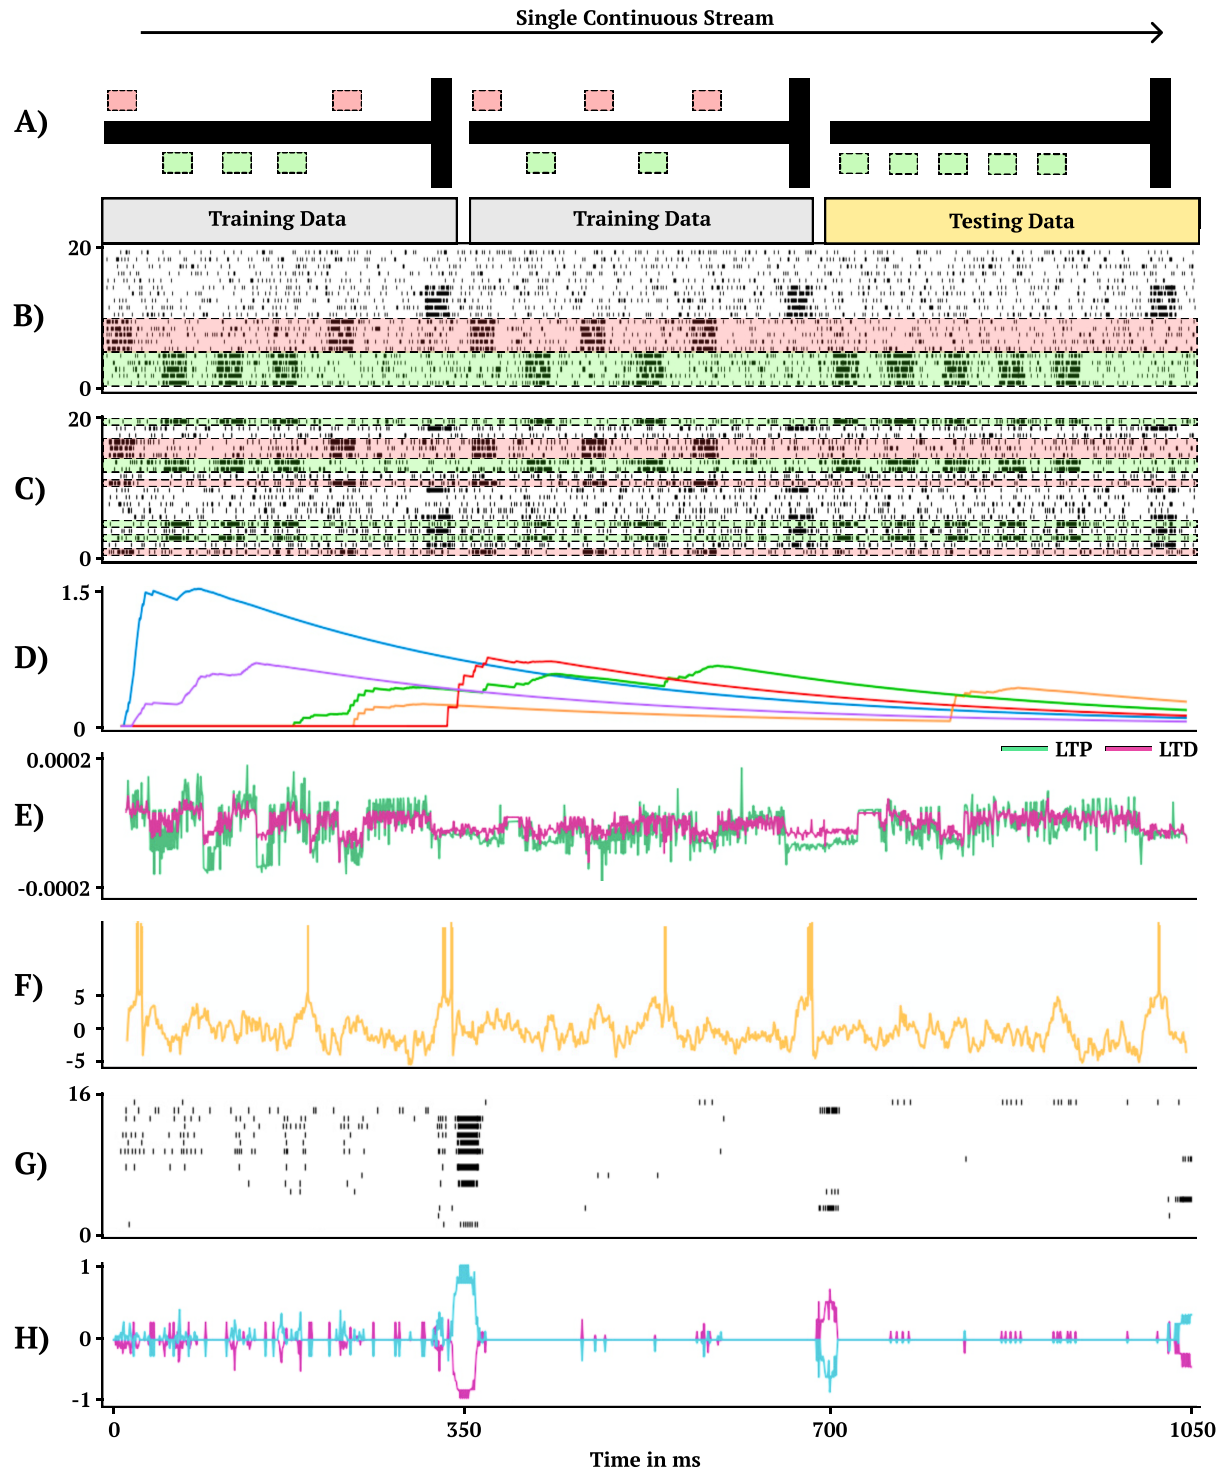 Single Continuous Stream
A)
Training Data
Training Data
Testing Data
20
B)
0
20
C)
0
1.5
D)
0
LTP
LTD
0.0002
E)
-0.0002
F)
5
0
-5
16
G)
0
1
H)
0
-1
0
350
700
1050
Time in ms